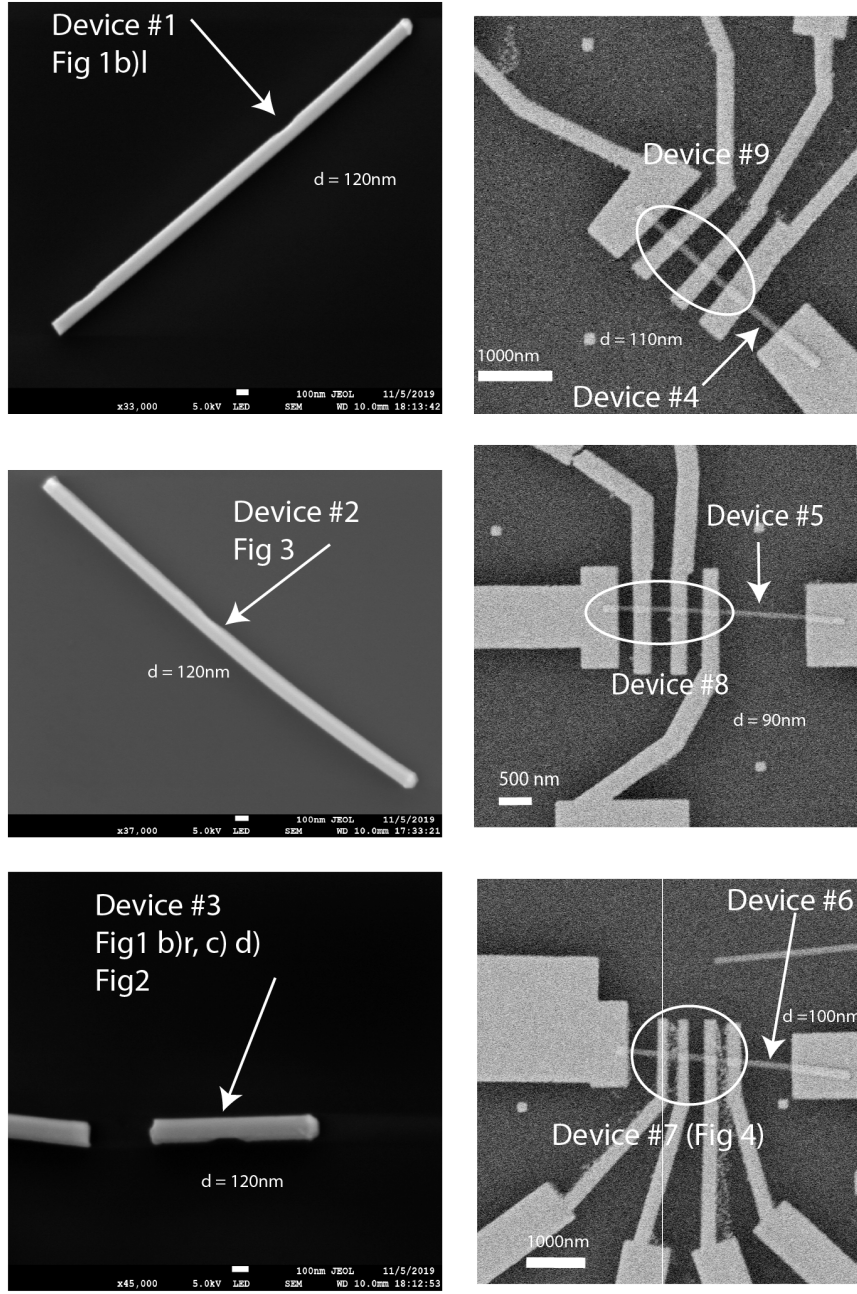 Device #1
Fig 1b)l
d = 120nm
100nm JEOL 11/5/2019
x33,000 5.0kV LED SEM WD 10.0mm 18:13:42
Device #9
d = 110nm
1000nm
Device #4
Device #2
Fig 3
d = 120nm
100nm JEOL 11/5/2019
x37,000 5.0kV LED SEM WD 10.0mm 17:33:21
Device #5
Device #8
d = 90nm
500 nm
Device #3
Fig1 b)r, c) d)
Fig2
d = 120nm
100nm JEOL 11/5/2019
x45,000 5.0kV LED SEM WD 10.0mm 18:12:53
Device #6
d =100nm
Device #7 (Fig 4)
1000nm